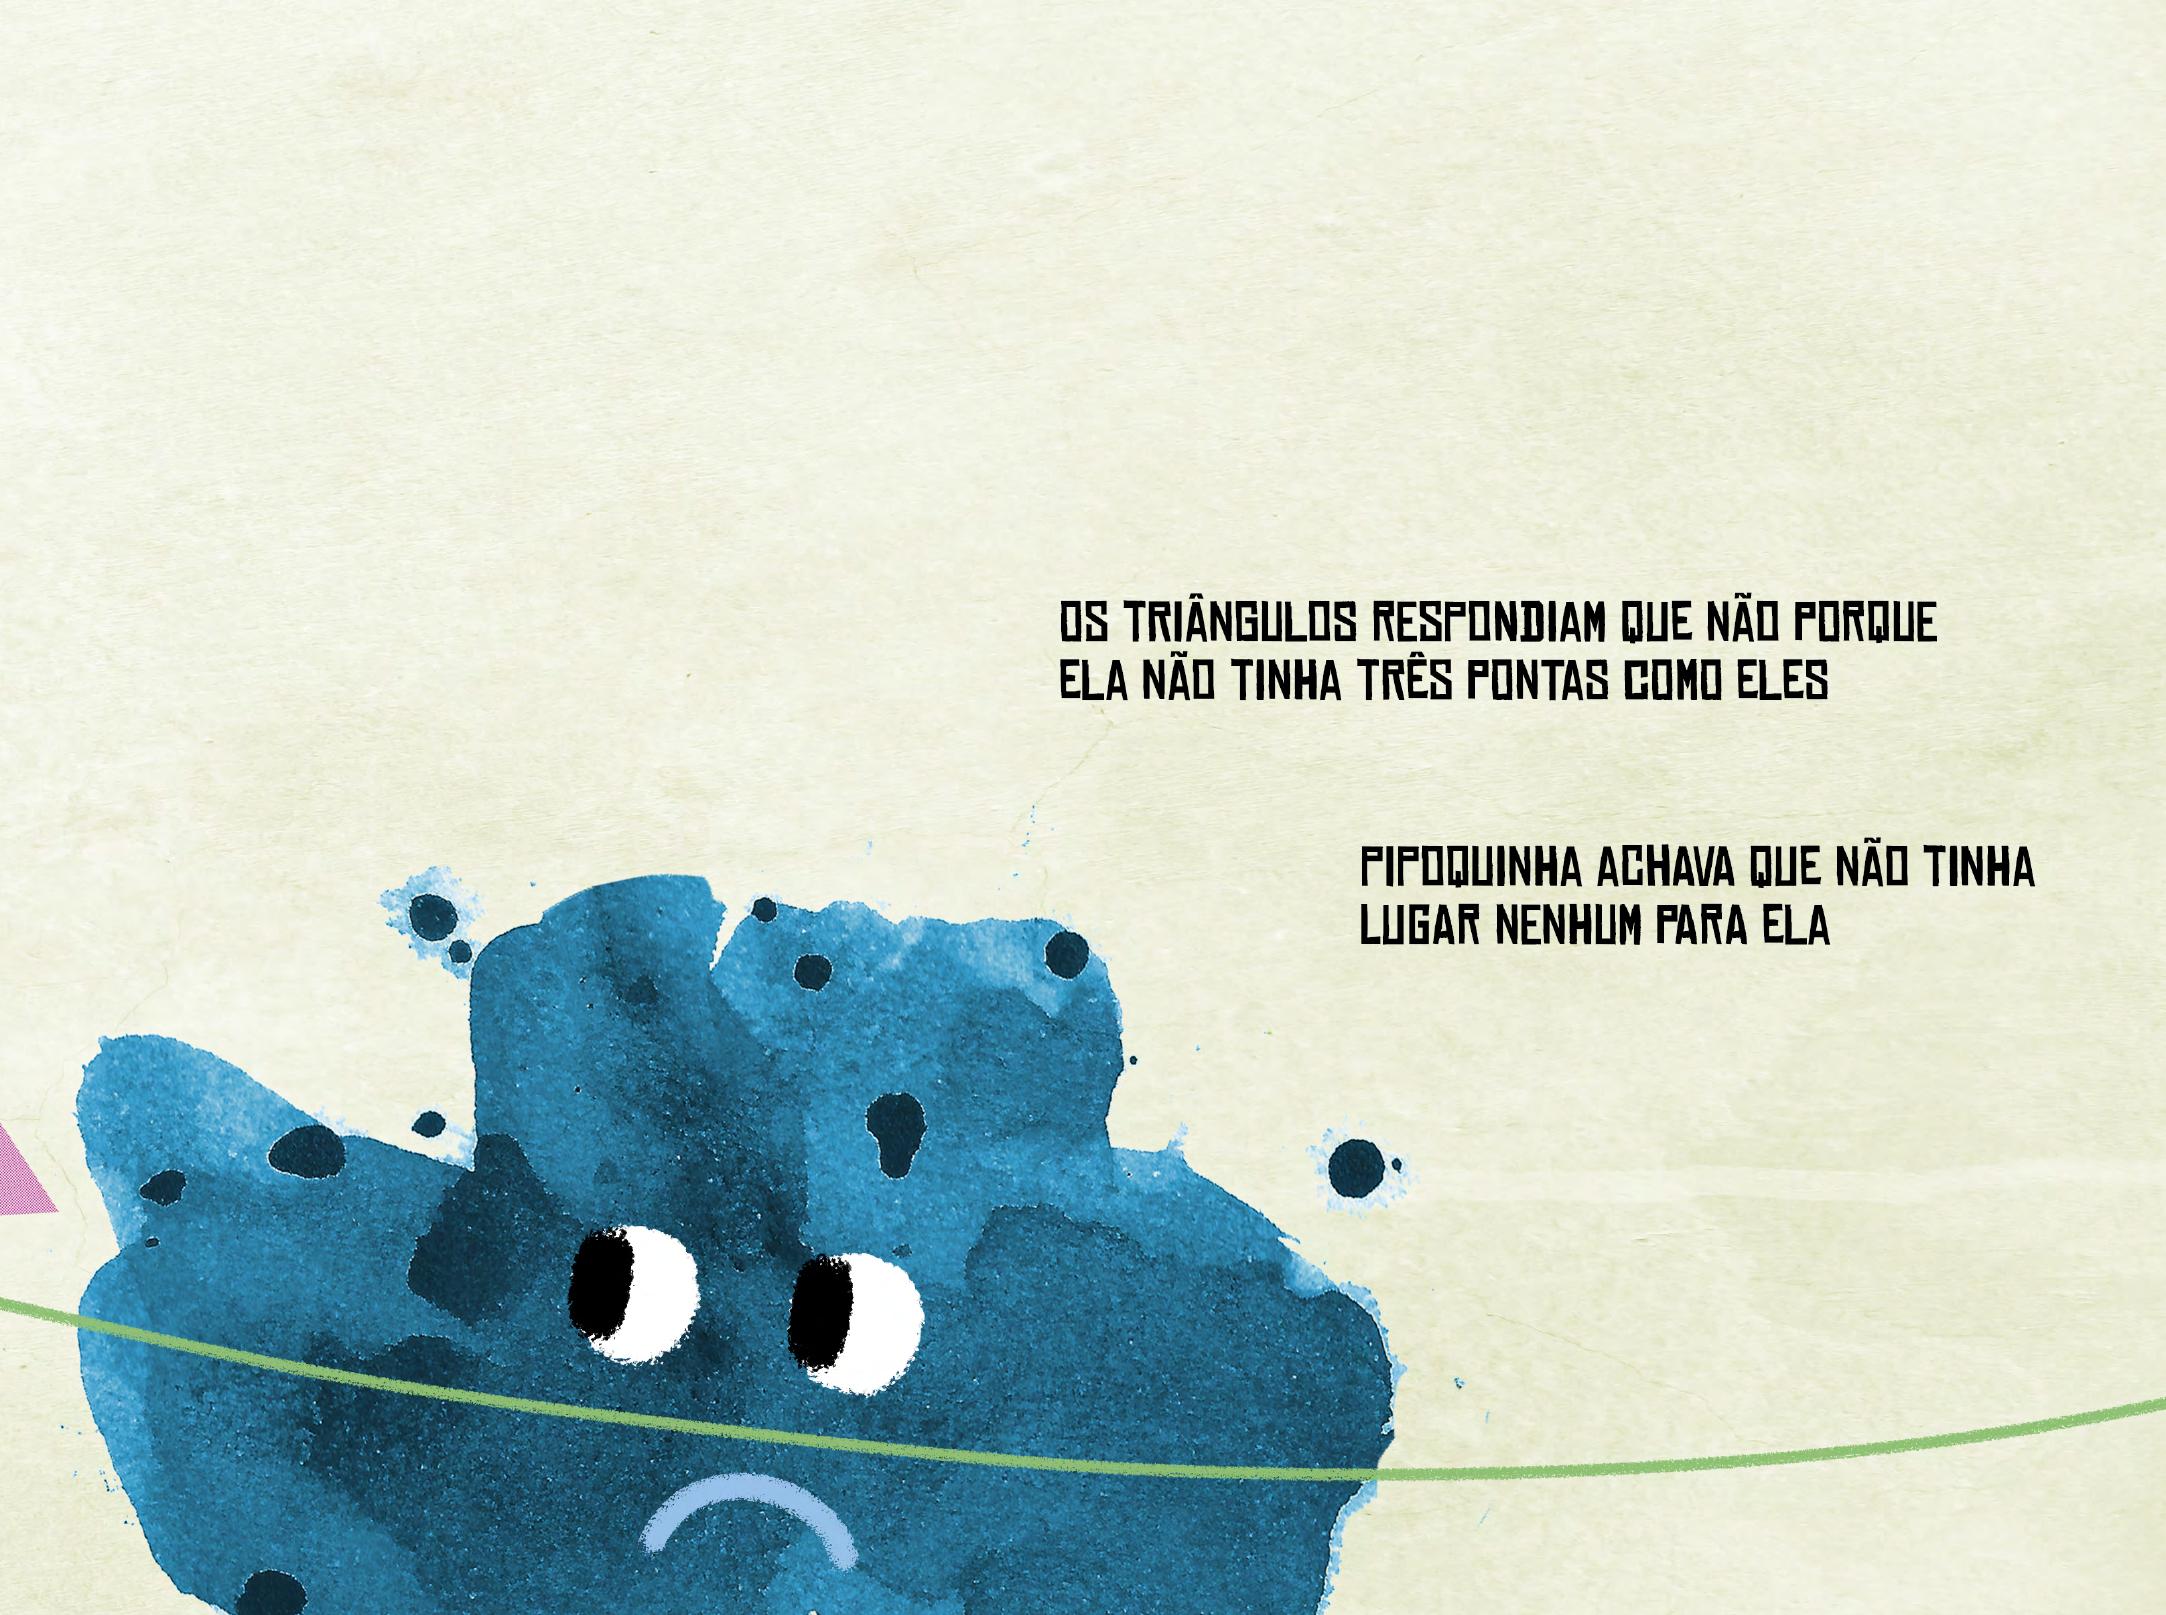 OS TRIÂNGULOS RESPONDIAM QUE NÃO PORQUE
ELA NÃO TINHA TRÊS PONTAS COMO ELES
PIPOQUINHA ACHAVA QUE NÃO TINHA
LUGAR NENHUM PARA ELA